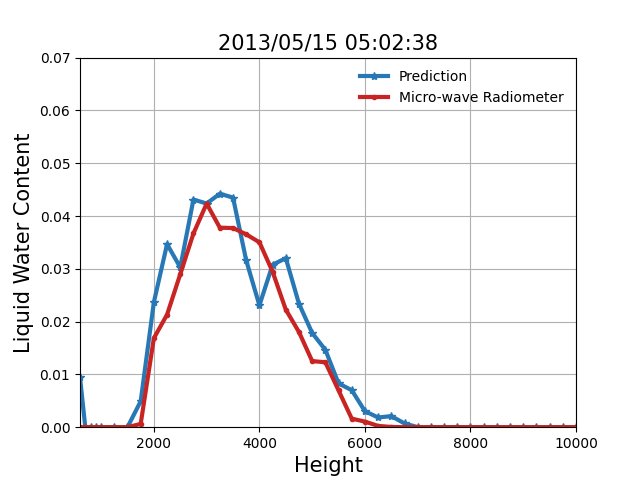 2013/05/15 05:02:38
0.07
0.06
0.05
0.04
0.03
0.02
0.01
0.00
Liquid Water Content
Prediction
Micro-wave Radiometer
2000 4000 6000 8000 10000
Height